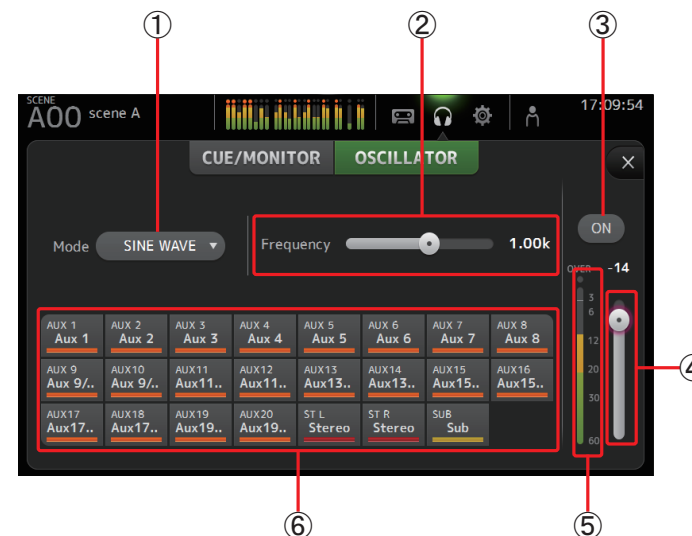 ① ② ③
SCENE
A00 scene A 17:09:54
CUE/MONITOR OSCILLATOR ×
Mode SINE WAVE ▼ Frequency 1.00k ON
OVER -14
3
6
12
20
30
60
④
AUX 1 AUX 2 AUX 3 AUX 4 AUX 5 AUX 6 AUX 7 AUX 8
Aux 1 Aux 2 Aux 3 Aux 4 Aux 5 Aux 6 Aux 7 Aux 8
AUX 9 AUX10 AUX11 AUX12 AUX13 AUX14 AUX15 AUX16
Aux 9/.. Aux 9/.. Aux11.. Aux11.. Aux13.. Aux13.. Aux15.. Aux15..
AUX17 AUX18 AUX19 AUX20 ST L ST R SUB
Aux17.. Aux17.. Aux19.. Aux19.. Stereo Stereo Sub
⑥ ⑤